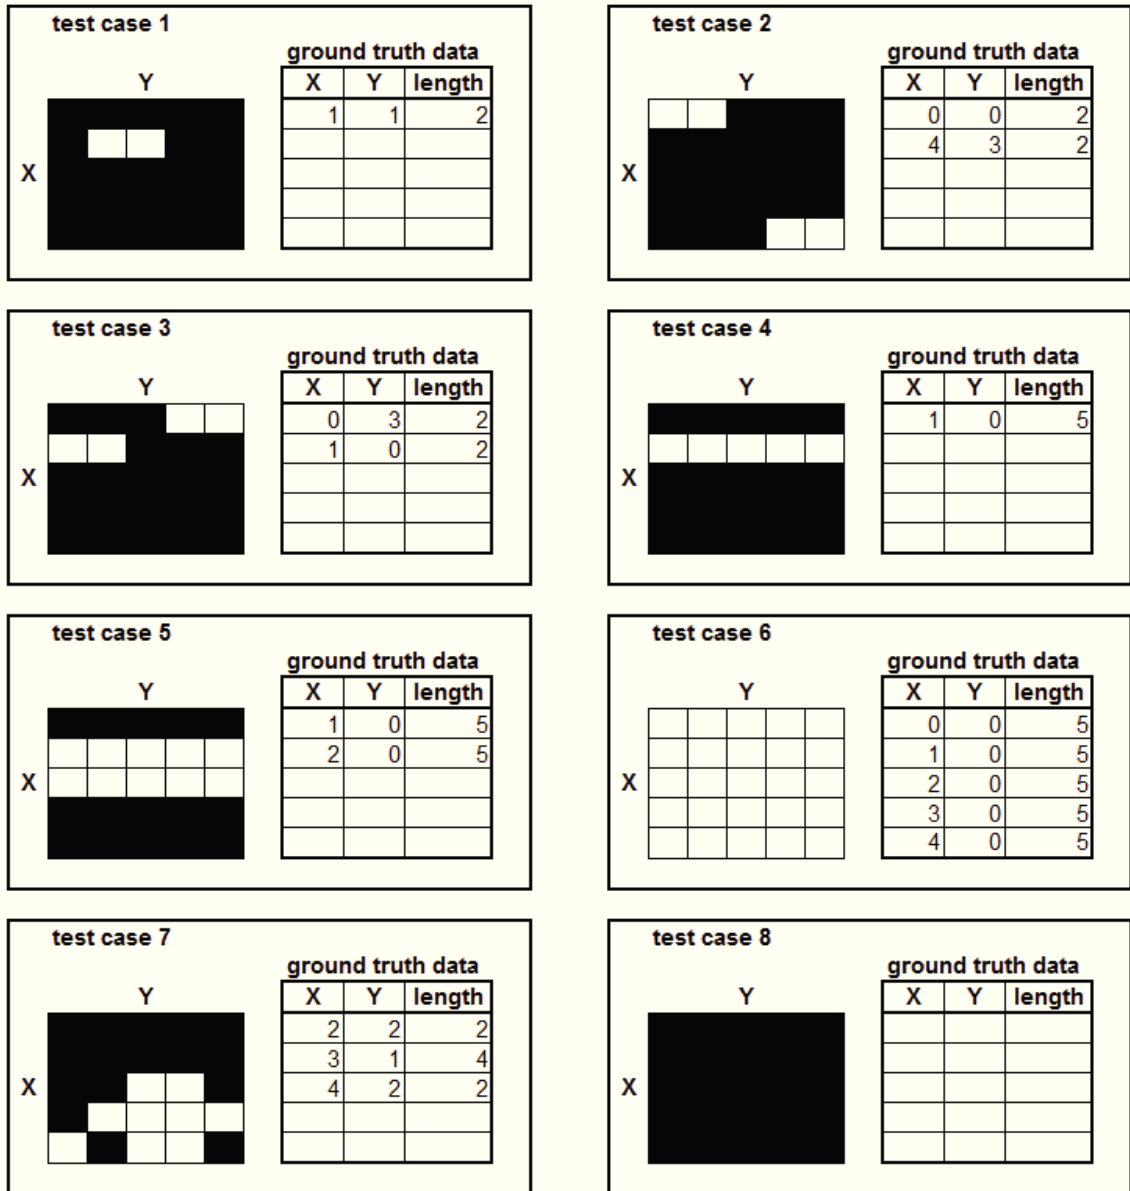 test case 1
ground truth data
Y
X Y length
1 1 2
X
test case 2
ground truth data
Y
X Y length
0 0 2
4 3 2
X
test case 3
ground truth data
Y
X Y length
0 3 2
1 0 2
X
test case 4
ground truth data
Y
X Y length
1 0 5
X
test case 5
ground truth data
Y
X Y length
1 0 5
2 0 5
X
test case 6
ground truth data
Y
X Y length
0 0 5
1 0 5
X
2 0 5
3 0 5
4 0 5
test case 7
ground truth data
Y
X Y length
2 2 2
3 1 4
X
4 2 2
test case 8
ground truth data
Y
X Y length
X